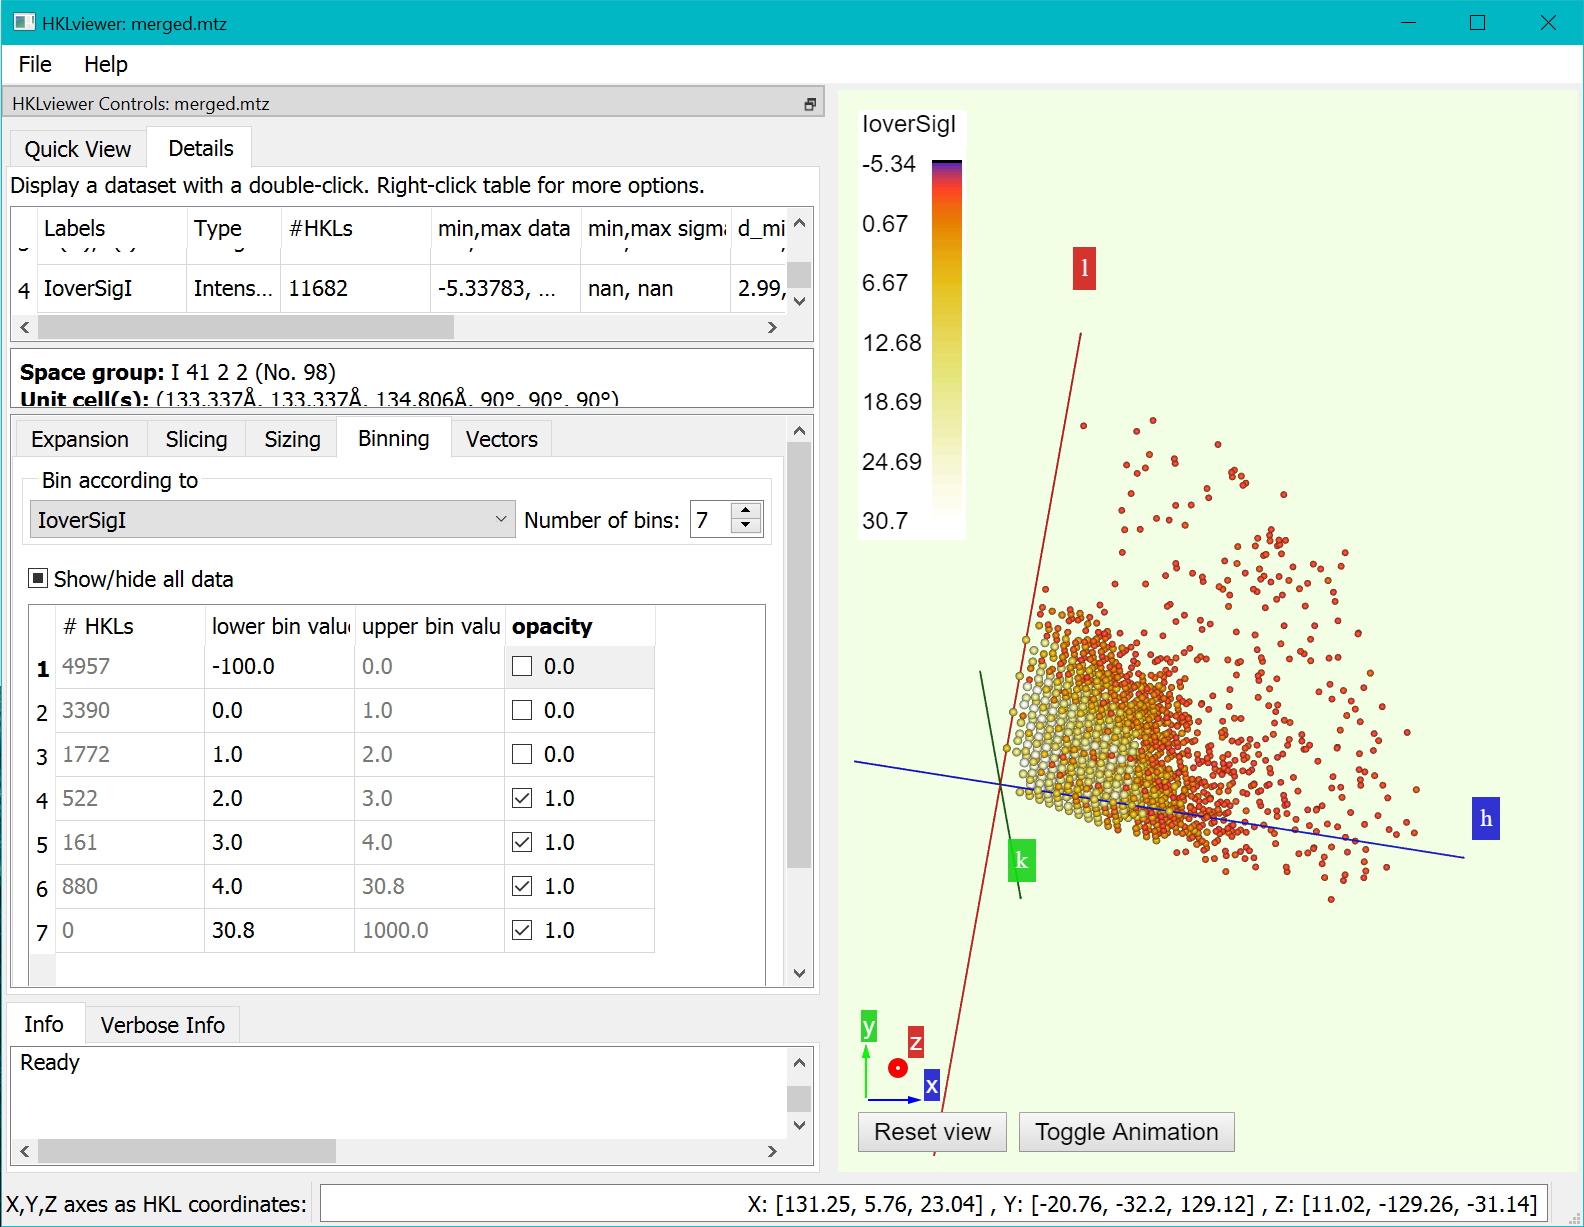 HKLviewer: merged.mtz
File Help
HKLviewer Controls: merged.mtz
Quick View Details
Display a dataset with a double-click. Right-click table for more options.
Labels Type #HKLs min,max data min,max sigma d_mi
4 IoverSigI Intens... 11682 -5.33783, ... nan, nan 2.99,
Space group: I 41 2 2 (No. 98)
Unit cell(s): (133.337Å, 133.337Å, 134.806Å, 90°, 90°, 90°)
Expansion Slicing Sizing Binning Vectors
Bin according to
IoverSigI Number of bins: 7
Show/hide all data
# HKLs lower bin value upper bin valu opacity
1 4957 -100.0 0.0 0.0
2 3390 0.0 1.0 0.0
3 1772 1.0 2.0 0.0
4 522 2.0 3.0 1.0
5 161 3.0 4.0 1.0
6 880 4.0 30.8 1.0
7 0 30.8 1000.0 1.0
Info Verbose Info
Ready
IoverSigI
-5.34
0.67
6.67
12.68
18.69
24.69
30.7
l
h
k
y
z
x
Reset view Toggle Animation
X,Y,Z axes as HKL coordinates: X: [131.25, 5.76, 23.04] , Y: [-20.76, -32.2, 129.12] , Z: [11.02, -129.26, -31.14]